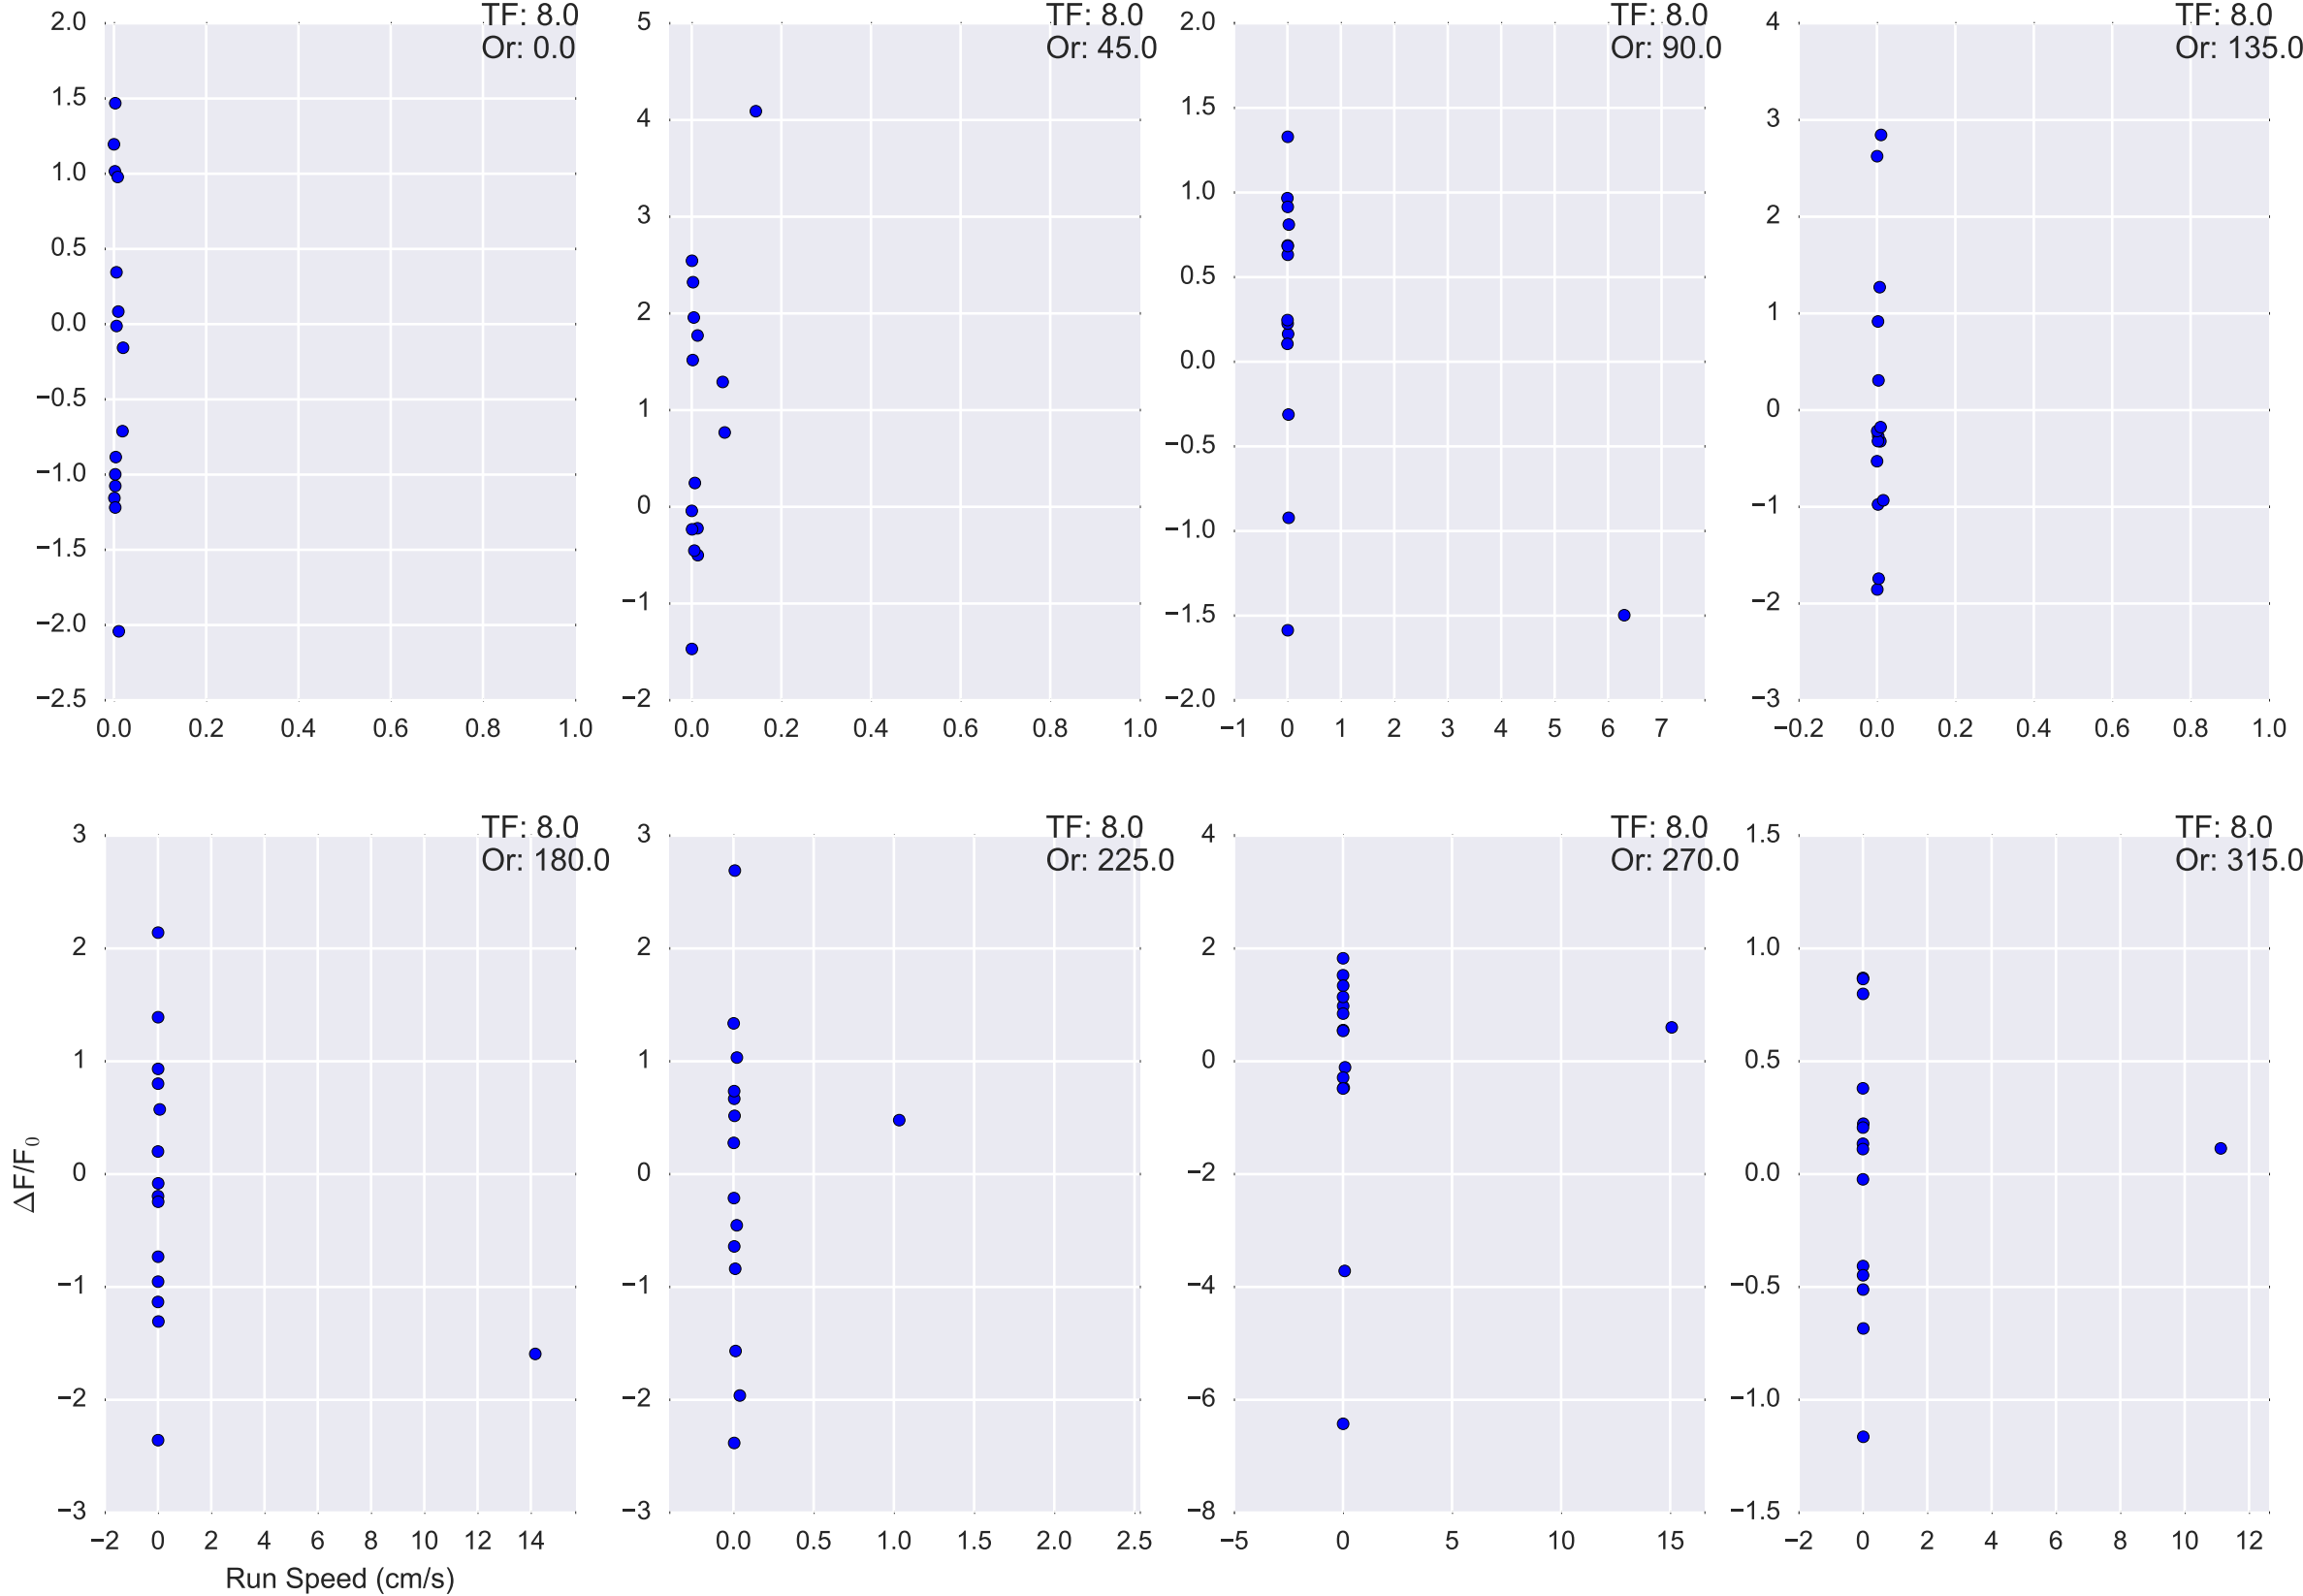 TF: 8.0
Or: 0.0
2.0
1.5
1.0
0.5
0.0
−0.5
−1.0
−1.5
−2.0
−2.5
0.0 0.2 0.4 0.6 0.8 1.0
TF: 8.0
Or: 45.0
5
4
3
2
1
0
−1
−2
0.0 0.2 0.4 0.6 0.8 1.0
TF: 8.0
Or: 90.0
2.0
1.5
1.0
0.5
0.0
−0.5
−1.0
−1.5
−2.0
−1 0 1 2 3 4 5 6 7
TF: 8.0
Or: 135.0
4
3
2
1
0
−1
−2
−3
−0.2 0.0 0.2 0.4 0.6 0.8 1.0
TF: 8.0
Or: 180.0
3
2
1
0
−1
−2
−3
−2 0 2 4 6 8 10 12 14
Run Speed (cm/s)
ΔF/F₀
TF: 8.0
Or: 225.0
3
2
1
0
−1
−2
−3
0.0 0.5 1.0 1.5 2.0 2.5
TF: 8.0
Or: 270.0
4
2
0
−2
−4
−6
−8
−5 0 5 10 15
TF: 8.0
Or: 315.0
1.5
1.0
0.5
0.0
−0.5
−1.0
−1.5
−2 0 2 4 6 8 10 12